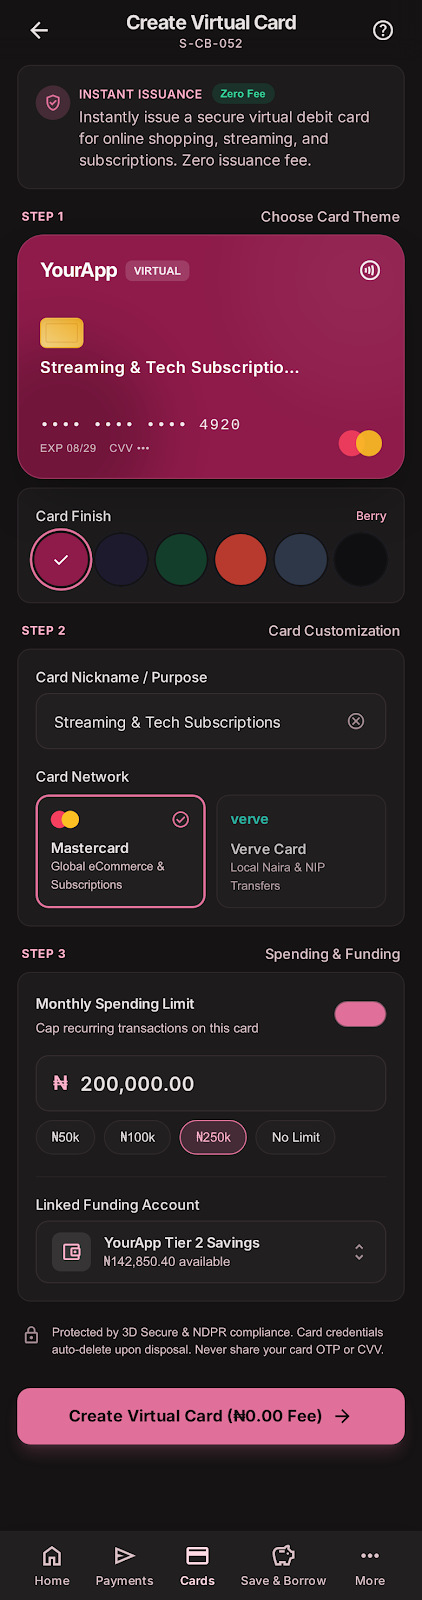 Create Virtual Card
S-CB-052
INSTANT ISSUANCE Zero Fee
Instantly issue a secure virtual debit card
for online shopping, streaming, and
subscriptions. Zero issuance fee.
STEP 1 Choose Card Theme
YourApp VIRTUAL
Streaming & Tech Subscriptio...
•••• •••• •••• 4920
EXP 08/29 CVV •••
Card Finish Berry
STEP 2 Card Customization
Card Nickname / Purpose
Streaming & Tech Subscriptions
Card Network
Mastercard
Global eCommerce &
Subscriptions
verve
Verve Card
Local Naira & NIP
Transfers
STEP 3 Spending & Funding
Monthly Spending Limit
Cap recurring transactions on this card
₦ 200,000.00
₦50k ₦100k ₦250k No Limit
Linked Funding Account
YourApp Tier 2 Savings
₦142,850.40 available
Protected by 3D Secure & NDPR compliance. Card credentials
auto-delete upon disposal. Never share your card OTP or CVV.
Create Virtual Card (₦0.00 Fee) →
Home Payments Cards Save & Borrow More